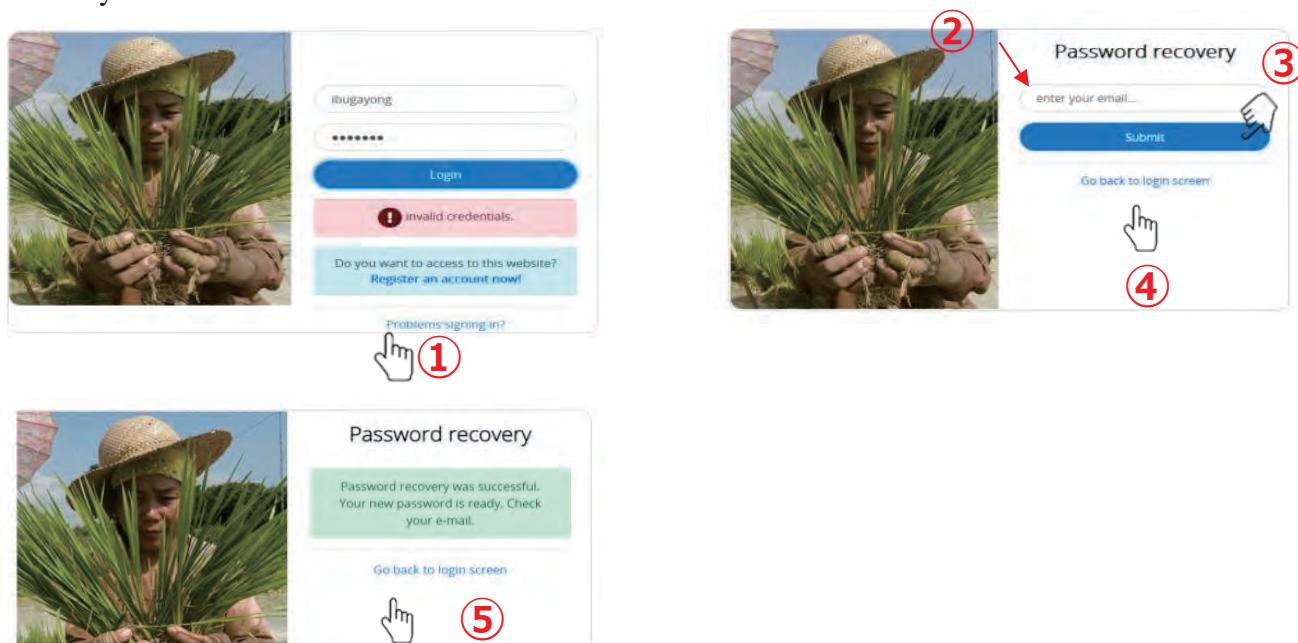 ibugayong
•••••••
Login
! invalid credentials.
Do you want to access to this website?
Register an account now!
Problems signing in?
①
②
Password recovery
③
enter your email...
Submit
Go back to login screen
④
Password recovery
Password recovery was successful.
Your new password is ready. Check
your e-mail.
Go back to login screen
⑤